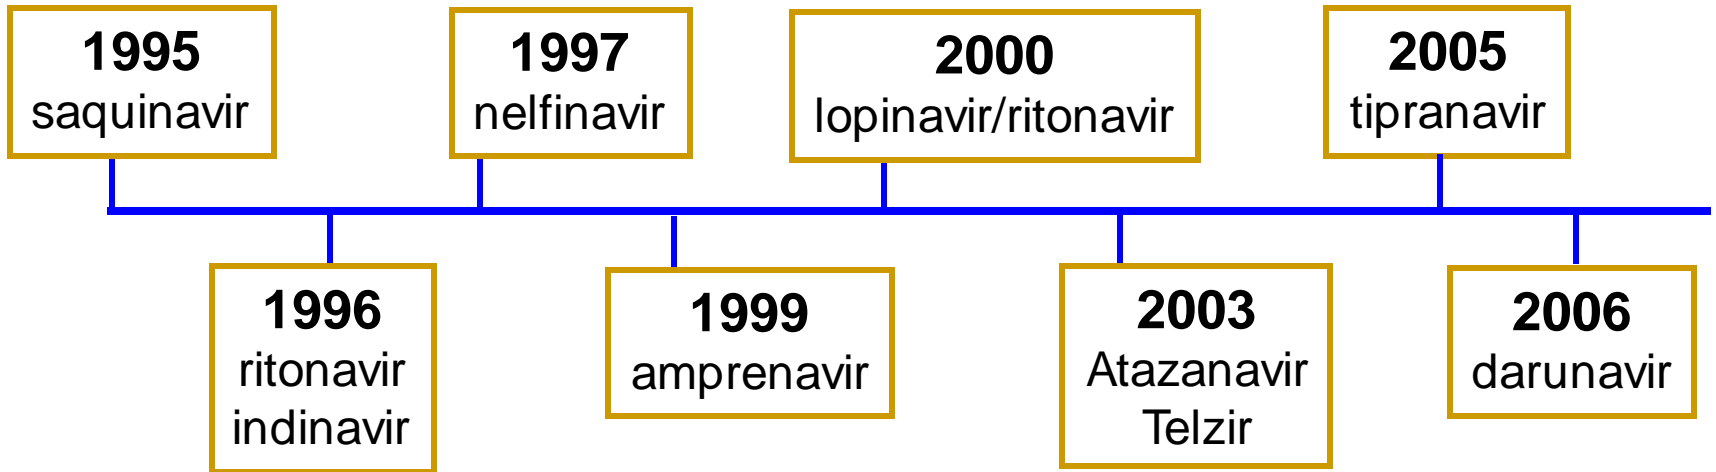 1995
saquinavir
1997
nelfinavir
2000
lopinavir/ritonavir
2005
tipranavir
1996
ritonavir
indinavir
1999
amprenavir
2003
Atazanavir
Telzir
2006
darunavir